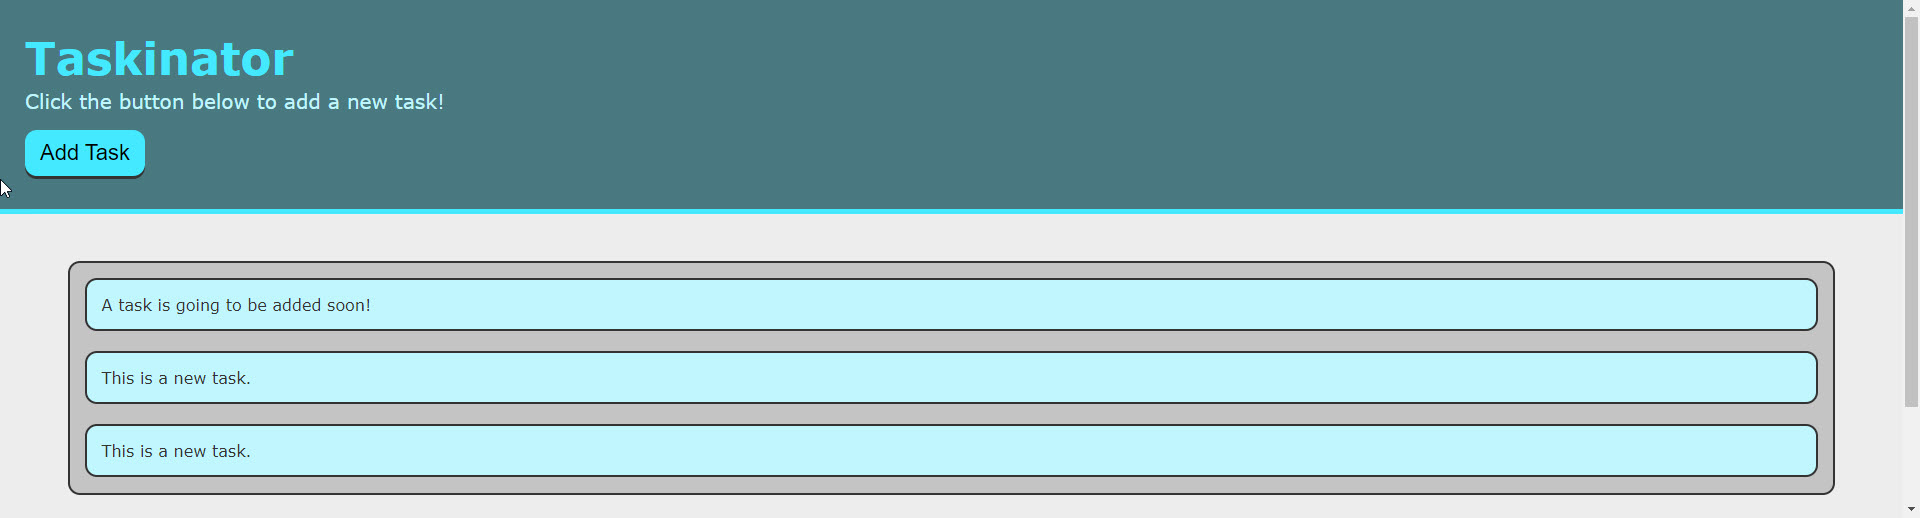 Taskinator
Click the button below to add a new task!
Add Task
A task is going to be added soon!
This is a new task.
This is a new task.